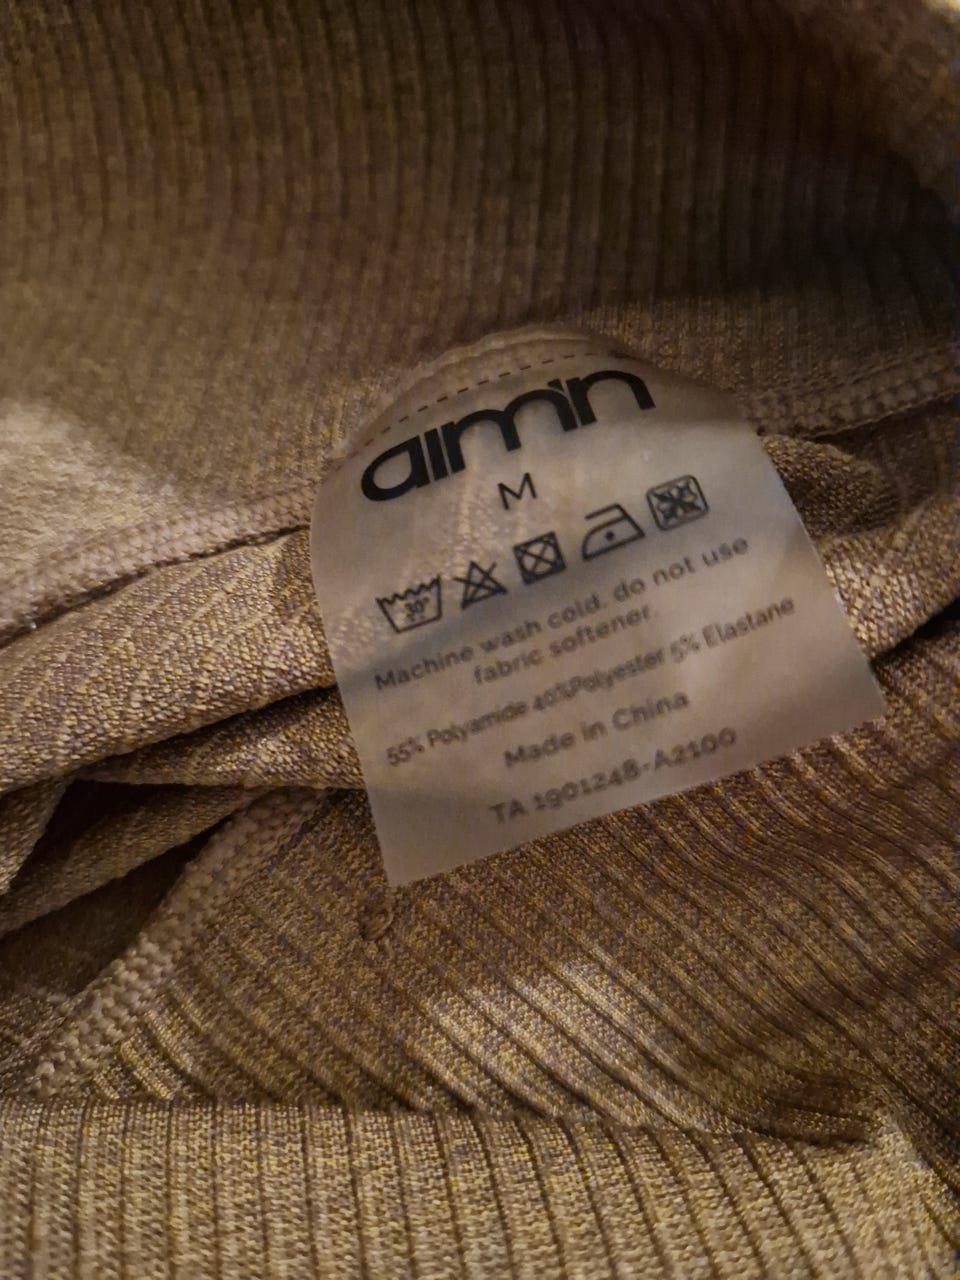 aim'n
M
30°
Machine wash cold, do not use
fabric softener
55% Polyamide 40%Polyester 5% Elastane
Made in China
TA 1901248-A2100